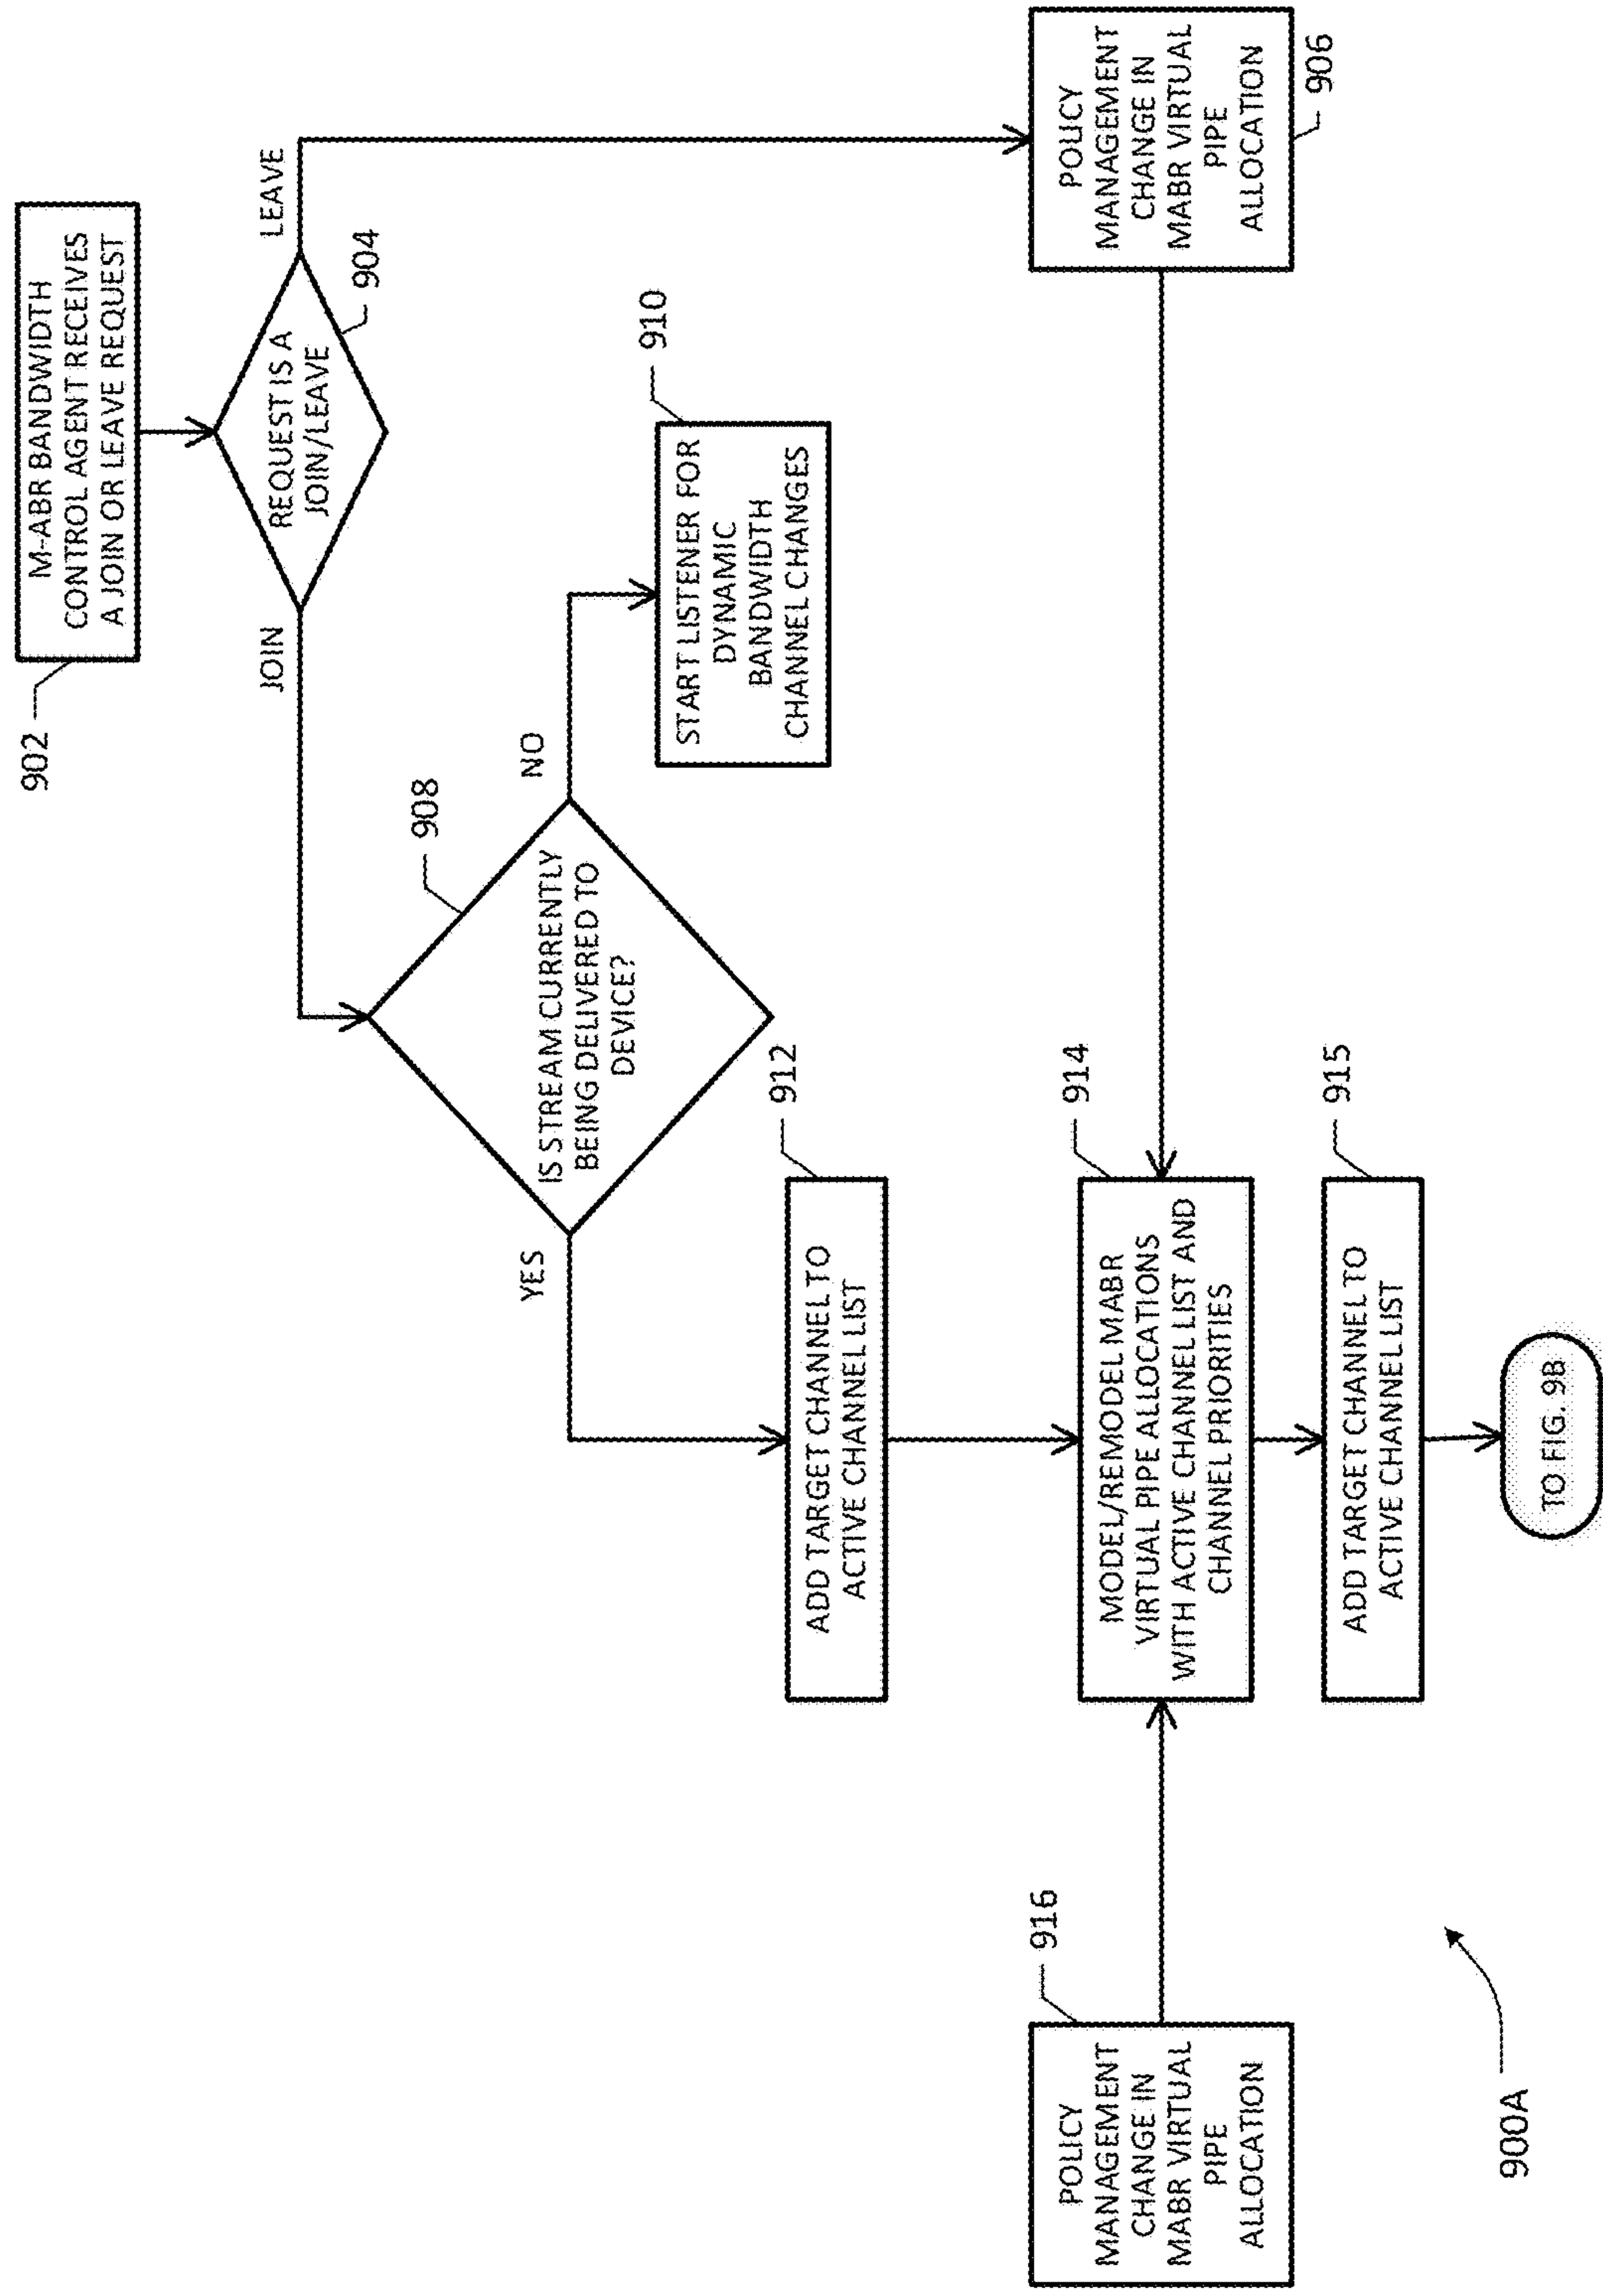 M-ABR BANDWIDTH
CONTROL AGENT RECEIVES
A JOIN OR LEAVE REQUEST
902
REQUEST IS A
JOIN/LEAVE
904
JOIN
LEAVE
908
IS STREAM CURRENTLY
BEING DELIVERED TO
DEVICE?
NO
YES
910
START LISTENER FOR
DYNAMIC
BANDWIDTH
CHANNEL CHANGES
912
ADD TARGET CHANNEL TO
ACTIVE CHANNEL LIST
916
POLICY
MANAGEMENT
CHANGE IN
MABR VIRTUAL
PIPE
ALLOCATION
914
MODEL/REMODEL MABR
VIRTUAL PIPE ALLOCATIONS
WITH ACTIVE CHANNEL LIST AND
CHANNEL PRIORITIES
POLICY
MANAGEMENT
CHANGE IN
MABR VIRTUAL
PIPE
ALLOCATION
906
915
ADD TARGET CHANNEL TO
ACTIVE CHANNEL LIST
TO FIG. 9B
900A